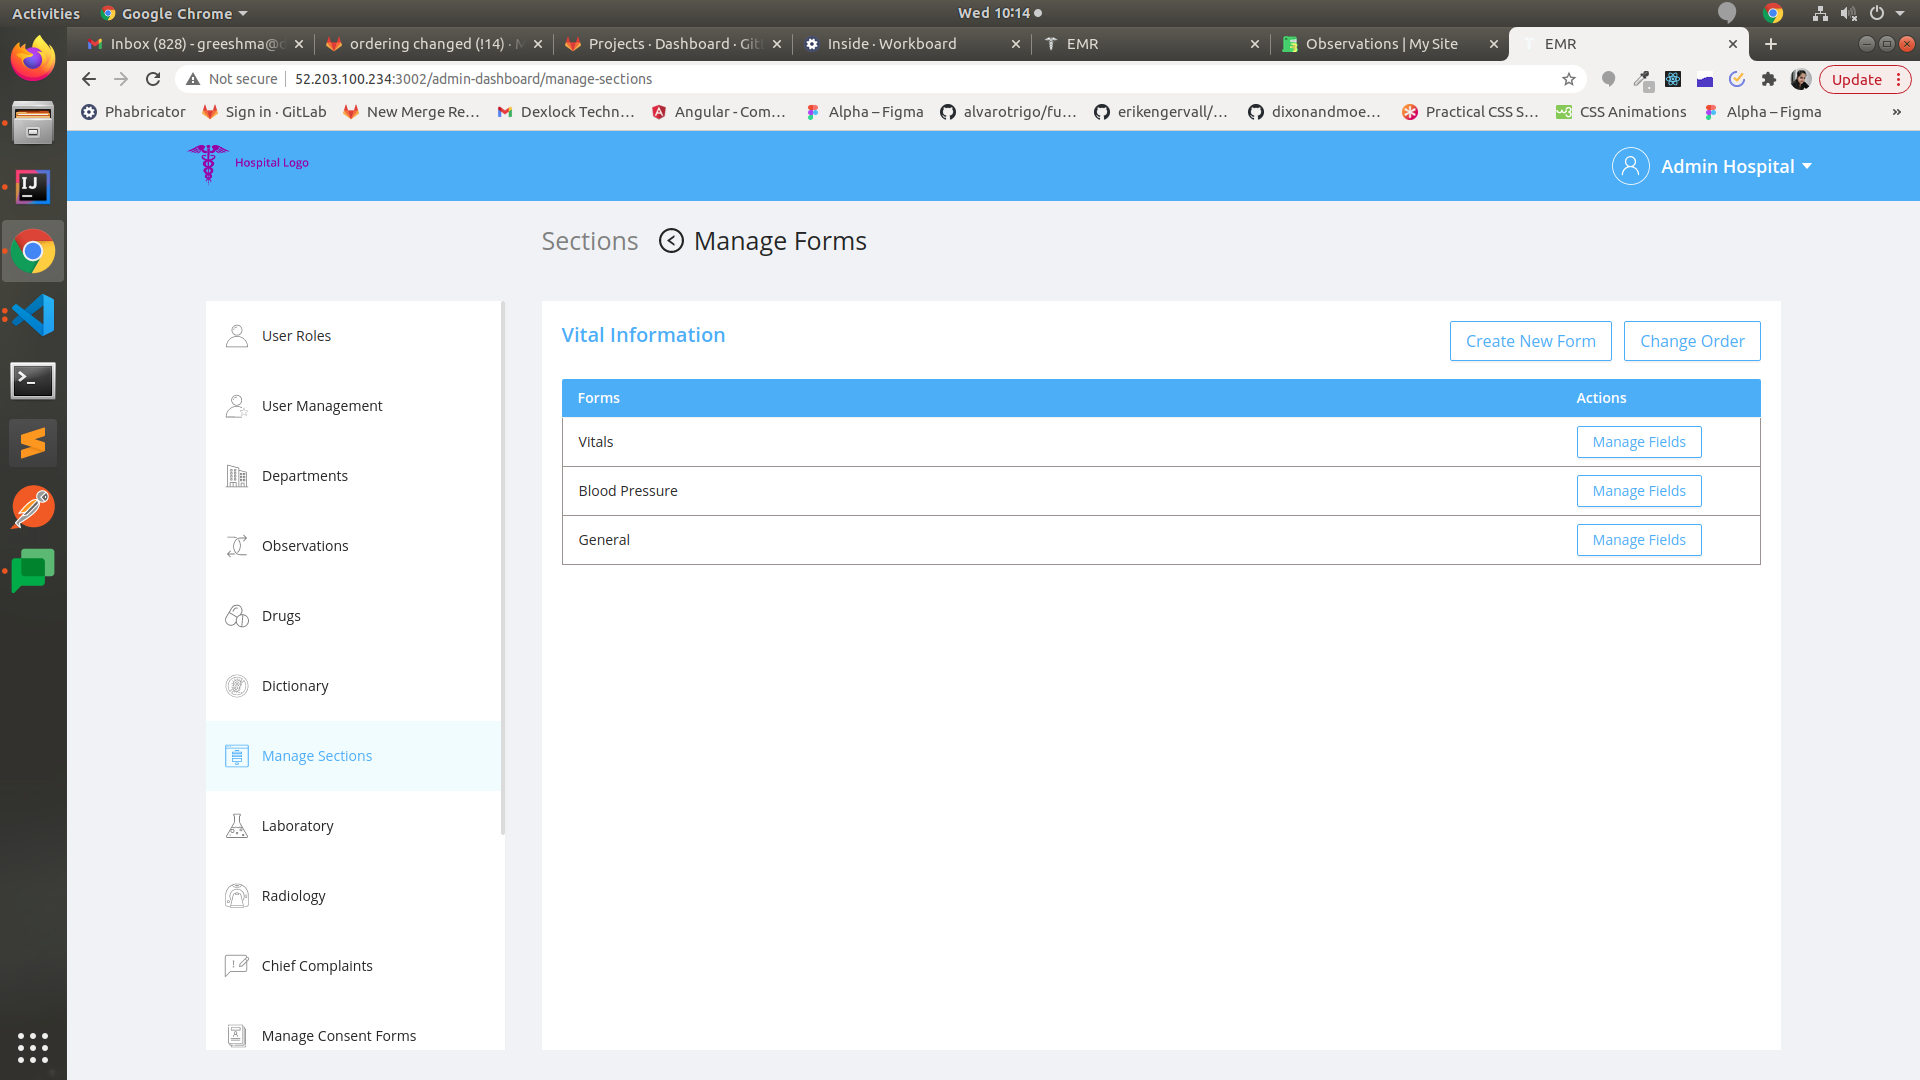 Activities Google Chrome Wed 10:14
Inbox (828) - greeshma@ ordering changed (!14) · Projects · Dashboard · Git Inside · Workboard EMR Observations | My Site EMR
Not secure 52.203.100.234:3002/admin-dashboard/manage-sections Update
Phabricator Sign in · GitLab New Merge Re... Dexlock Techn... Angular - Com... Alpha – Figma alvarotrigo/fu... erikengervall/... dixonandmoe... Practical CSS S... CSS Animations Alpha – Figma »
Hospital Logo Admin Hospital
Sections Manage Forms
User Roles
User Management
Departments
Observations
Drugs
Dictionary
Manage Sections
Laboratory
Radiology
Chief Complaints
Manage Consent Forms
Vital Information Create New Form Change Order
Forms Actions
Vitals Manage Fields
Blood Pressure Manage Fields
General Manage Fields